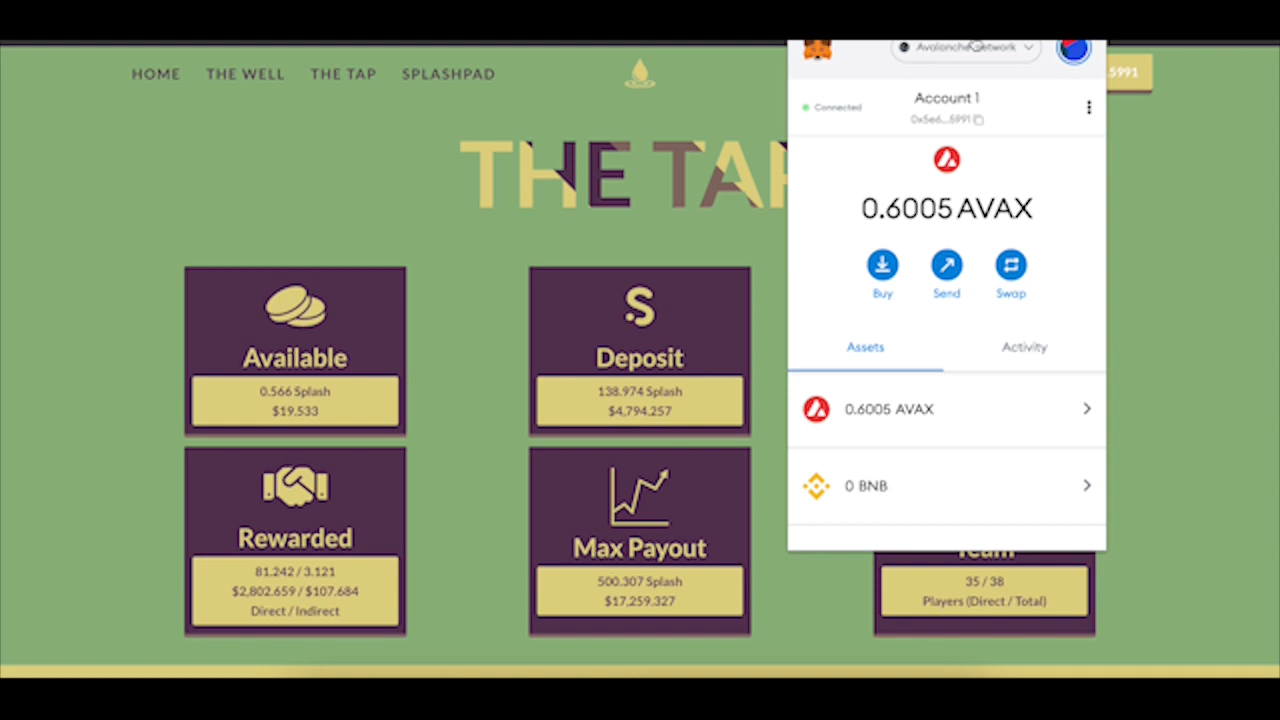 HOME THE WELL THE TAP SPLASHPAD
.5991
THE TAP
Available
0.566 Splash
$19.533
Deposit
138.974 Splash
$4,794.257
Rewarded
81.242 / 3.121
$2,802.659 / $107.684
Direct / Indirect
Max Payout
500.307 Splash
$17,259.327
Team
35 / 38
Players (Direct / Total)
Avalanche Network
Connected
Account 1
0x5e6...5991
0.6005 AVAX
Buy Send Swap
Assets Activity
0.6005 AVAX
0 BNB